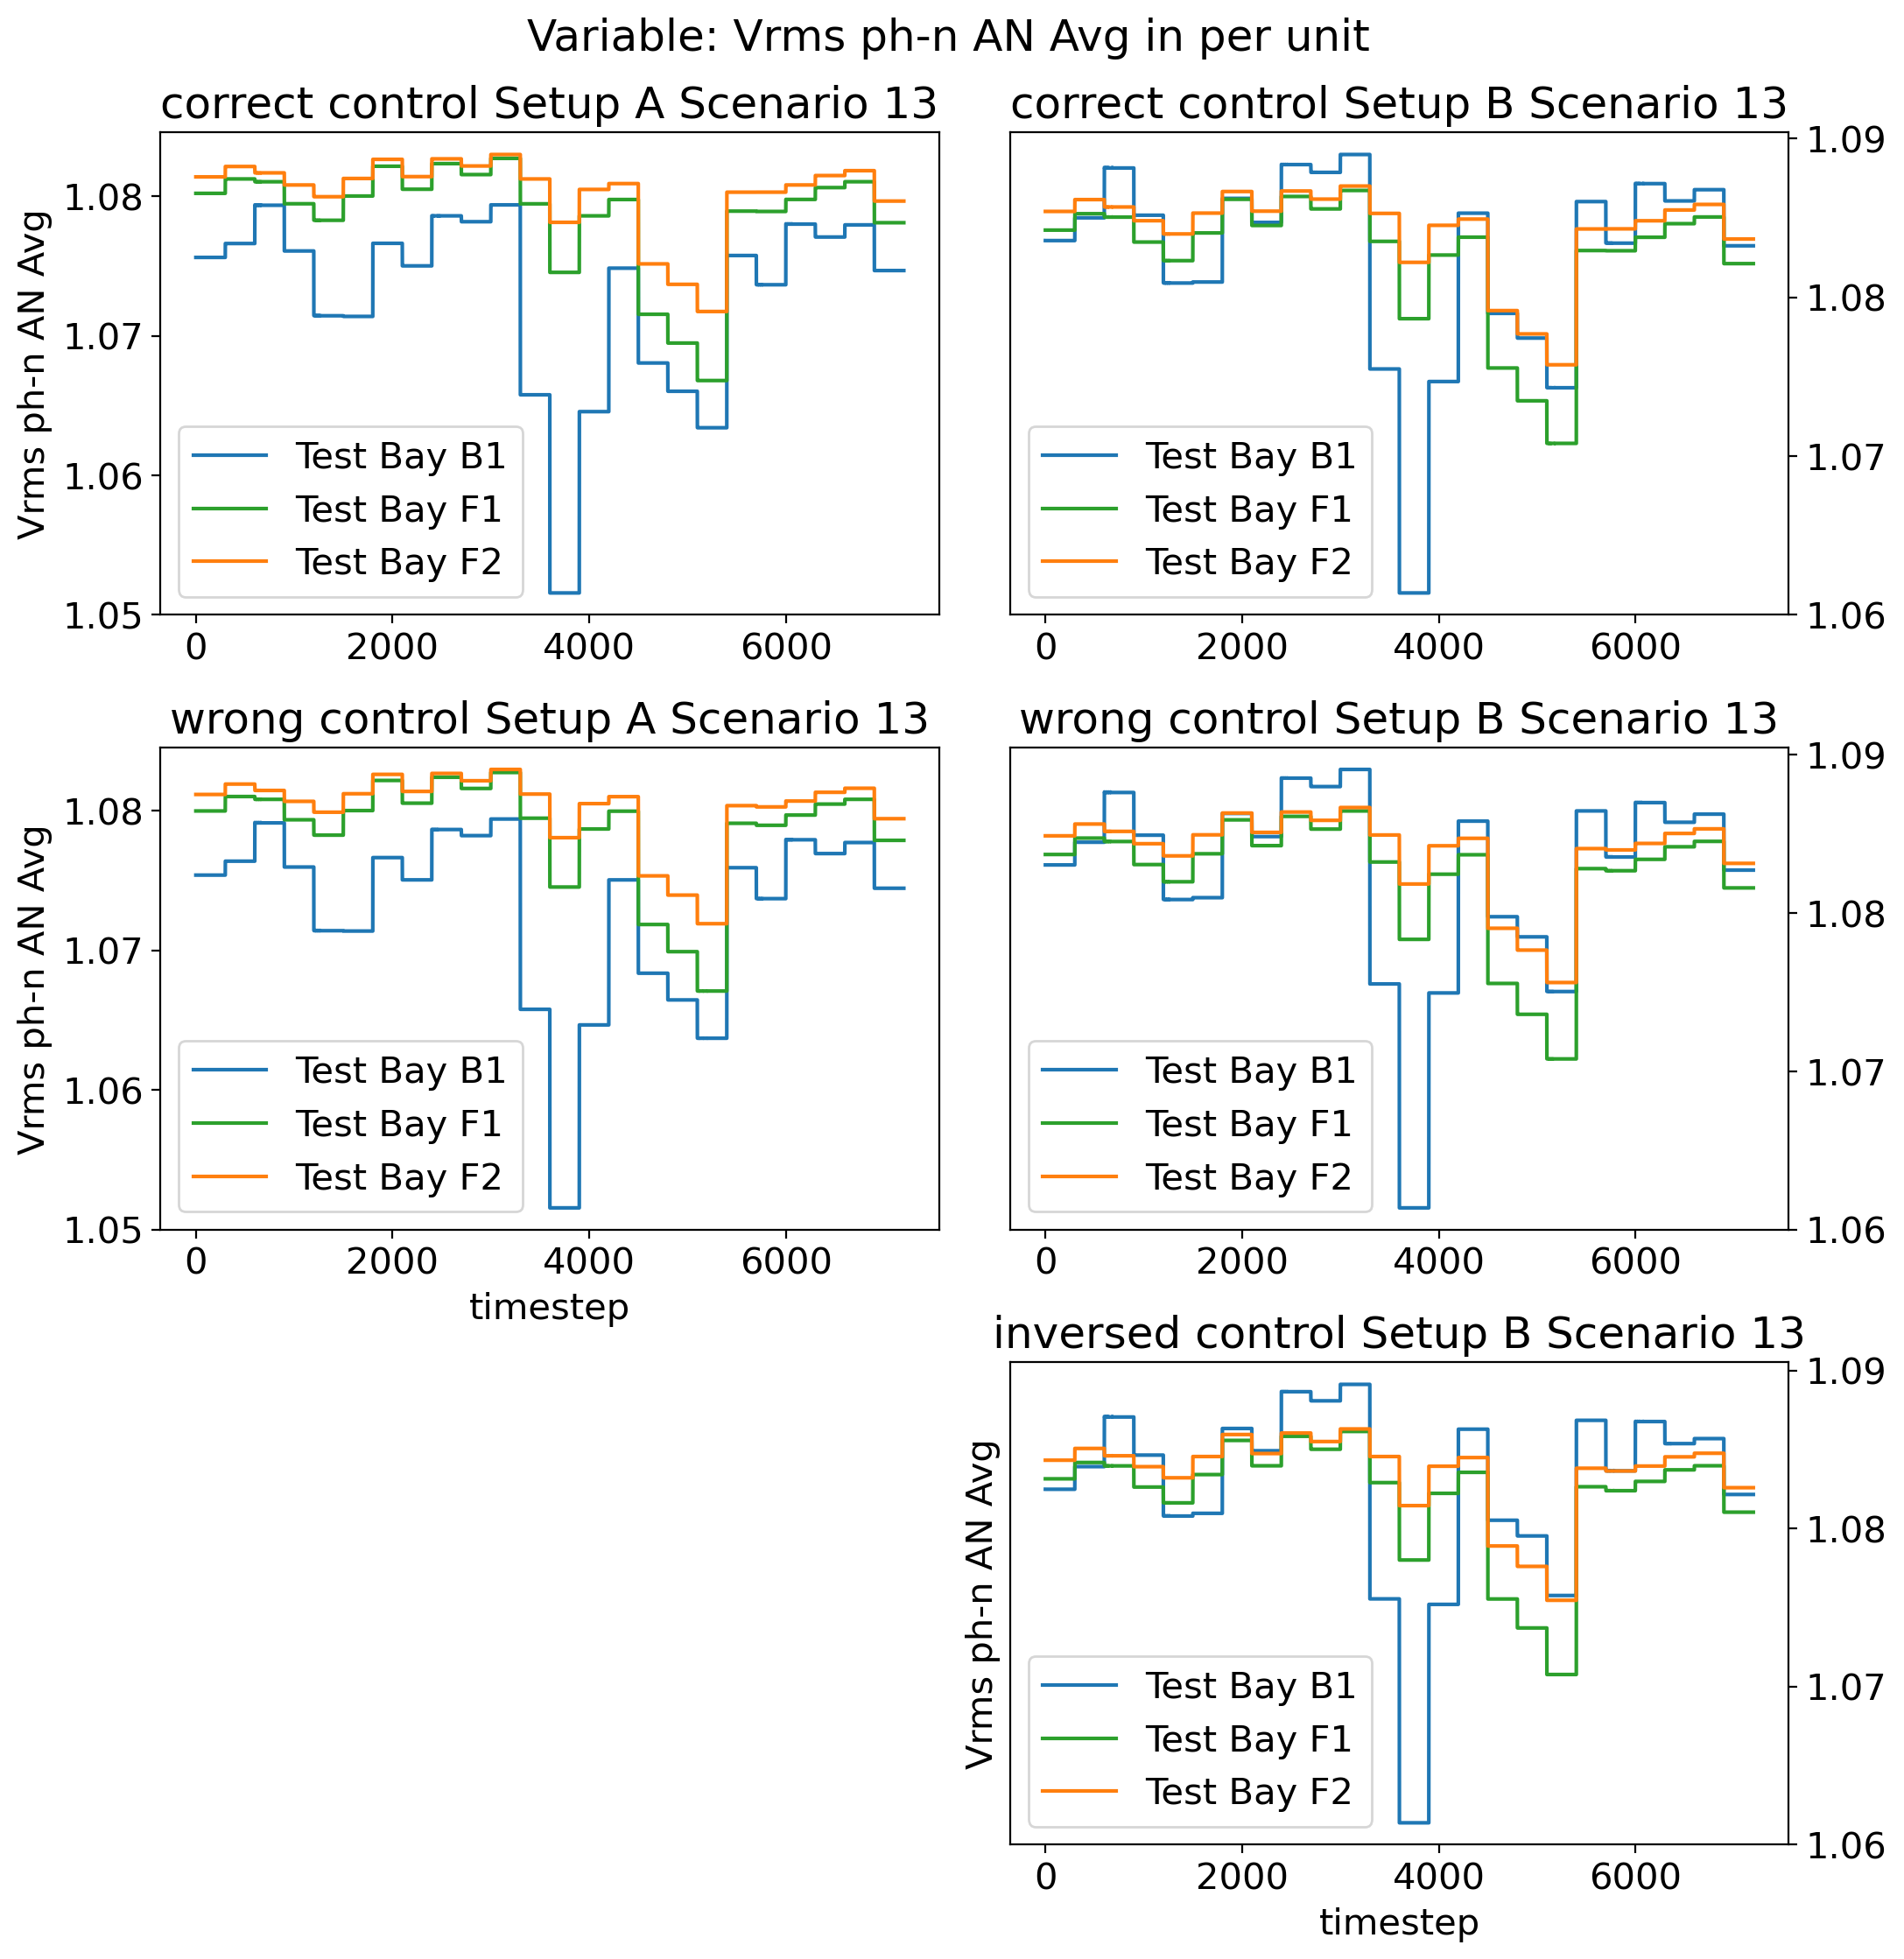 Variable: Vrms ph-n AN Avg in per unit
correct control Setup A Scenario 13
Vrms ph-n AN Avg
1.08
1.07
1.06
1.05
Test Bay B1
Test Bay F1
Test Bay F2
0 2000 4000 6000
correct control Setup B Scenario 13
1.09
1.08
1.07
1.06
Test Bay B1
Test Bay F1
Test Bay F2
0 2000 4000 6000
wrong control Setup A Scenario 13
Vrms ph-n AN Avg
1.08
1.07
1.06
1.05
Test Bay B1
Test Bay F1
Test Bay F2
0 2000 4000 6000
timestep
wrong control Setup B Scenario 13
1.09
1.08
1.07
1.06
Test Bay B1
Test Bay F1
Test Bay F2
0 2000 4000 6000
inversed control Setup B Scenario 13
Vrms ph-n AN Avg
1.09
1.08
1.07
1.06
Test Bay B1
Test Bay F1
Test Bay F2
0 2000 4000 6000
timestep